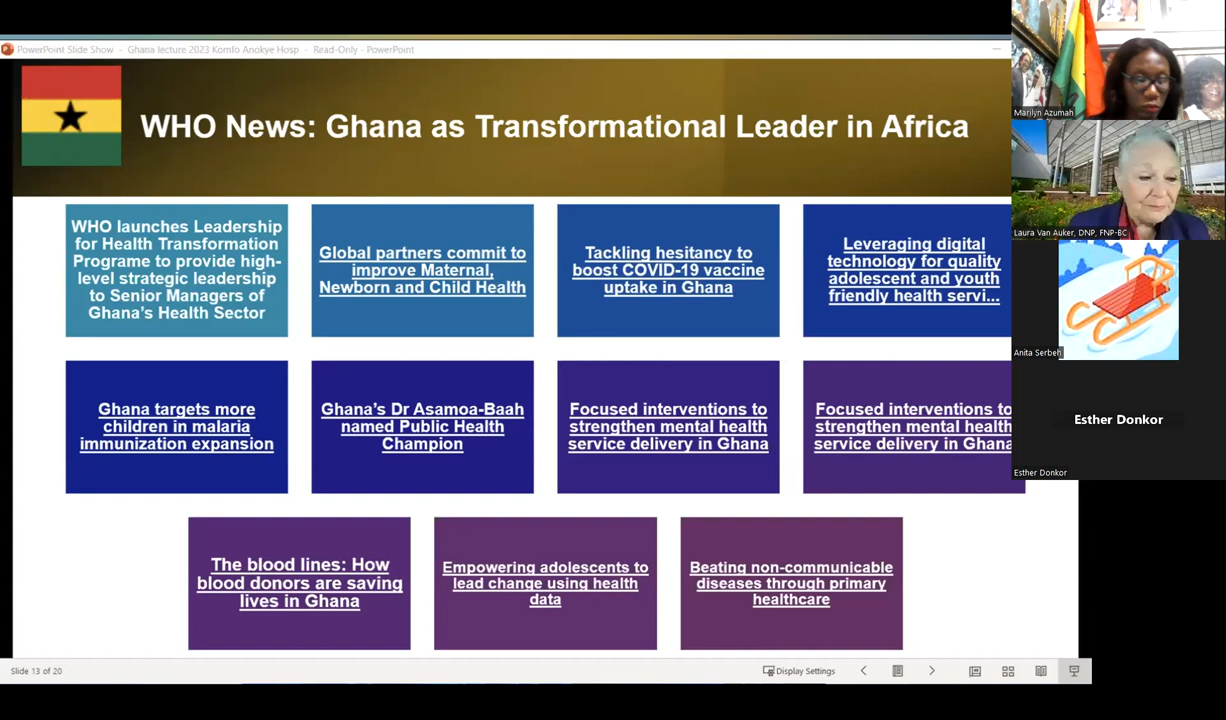 PowerPoint Slide Show - Ghana lecture 2023 Komfo Anokye Hosp - Read-Only - PowerPoint
WHO News: Ghana as Transformational Leader in Africa
WHO launches Leadership
for Health Transformation
Programe to provide high-
level strategic leadership
to Senior Managers of
Ghana's Health Sector
Global partners commit to
improve Maternal,
Newborn and Child Health
Tackling hesitancy to
boost COVID-19 vaccine
uptake in Ghana
Leveraging digital
technology for quality
adolescent and youth
friendly health servi...
Ghana targets more
children in malaria
immunization expansion
Ghana's Dr Asamoa-Baah
named Public Health
Champion
Focused interventions to
strengthen mental health
service delivery in Ghana
Focused interventions to
strengthen mental health
service delivery in Ghana
The blood lines: How
blood donors are saving
lives in Ghana
Empowering adolescents to
lead change using health
data
Beating non-communicable
diseases through primary
healthcare
Slide 13 of 20
Display Settings
Marilyn Azumah
Laura Van Auker, DNP, FNP-BC
Anita Serbeh
Esther Donkor
Esther Donkor